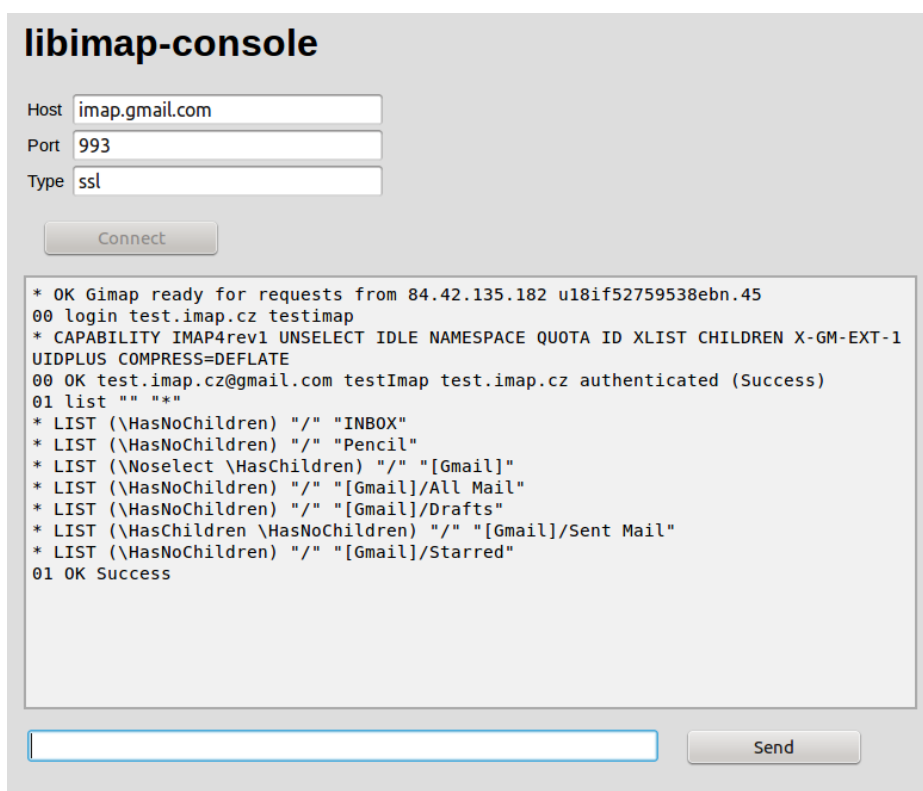 libimap-console
Host imap.gmail.com
Port 993
Type ssl
Connect
* OK Gimap ready for requests from 84.42.135.182 u18if52759538ebn.45
00 login test.imap.cz testimap
* CAPABILITY IMAP4rev1 UNSELECT IDLE NAMESPACE QUOTA ID XLIST CHILDREN X-GM-EXT-1
UIDPLUS COMPRESS=DEFLATE
00 OK test.imap.cz@gmail.com testImap test.imap.cz authenticated (Success)
01 list "" "*"
* LIST (\HasNoChildren) "/" "INBOX"
* LIST (\HasNoChildren) "/" "Pencil"
* LIST (\Noselect \HasChildren) "/" "[Gmail]"
* LIST (\HasNoChildren) "/" "[Gmail]/All Mail"
* LIST (\HasNoChildren) "/" "[Gmail]/Drafts"
* LIST (\HasChildren \HasNoChildren) "/" "[Gmail]/Sent Mail"
* LIST (\HasNoChildren) "/" "[Gmail]/Starred"
01 OK Success
Send